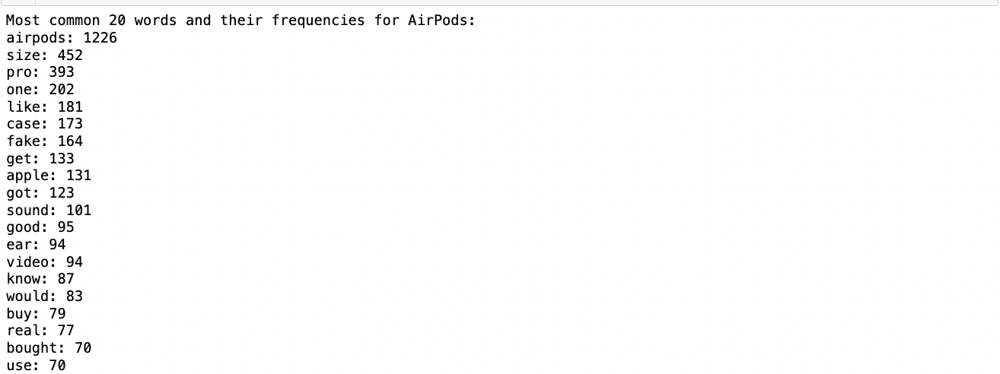 Most common 20 words and their frequencies for AirPods:
airpods: 1226
size: 452
pro: 393
one: 202
like: 181
case: 173
fake: 164
get: 133
apple: 131
got: 123
sound: 101
good: 95
ear: 94
video: 94
know: 87
would: 83
buy: 79
real: 77
bought: 70
use: 70